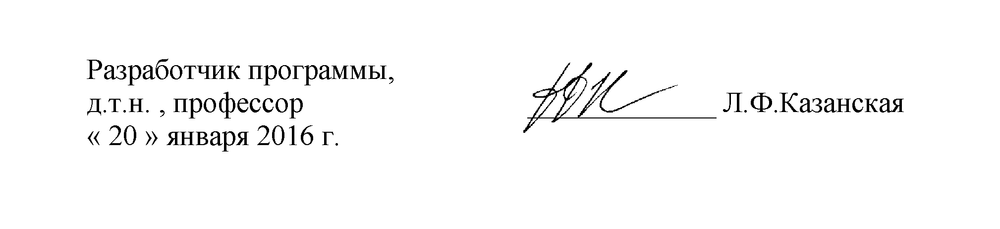 Разработчик программы,
д.т.н. , профессор
Л.Ф.Казанская
« 20 » января 2016 г.